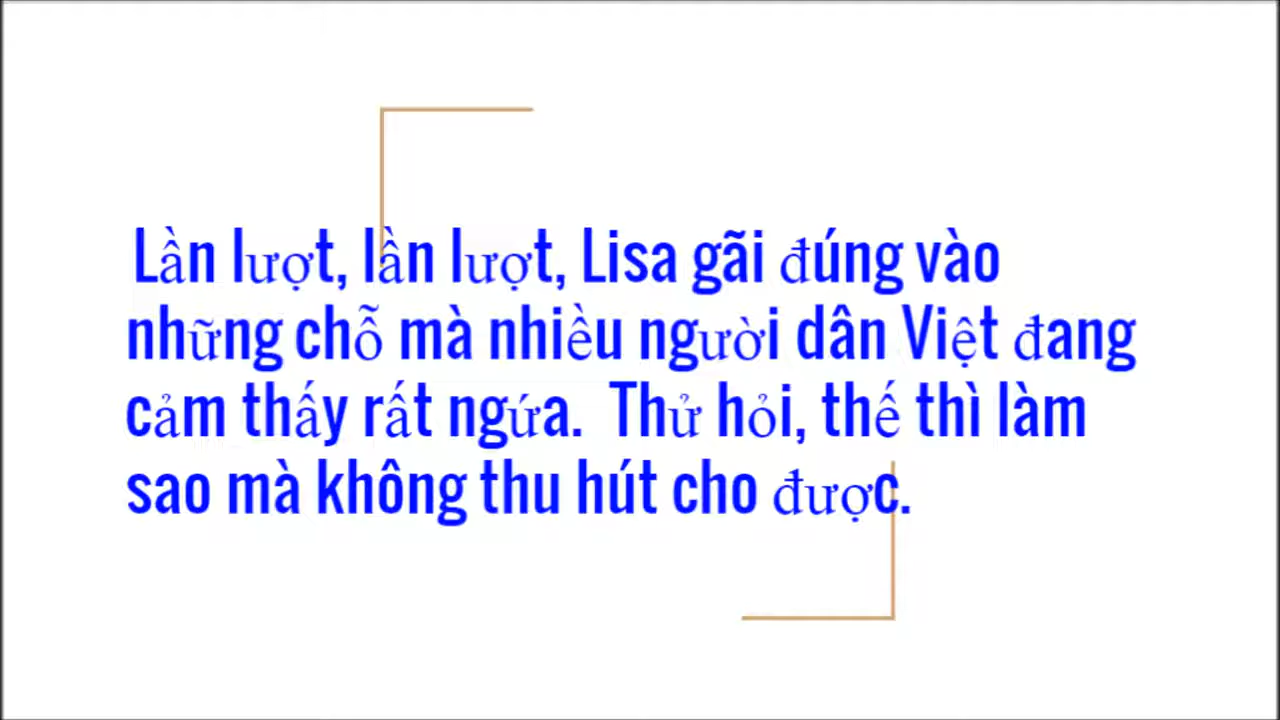 Lần lượt, lần lượt, Lisa gãi đúng vào
những chỗ mà nhiều người dân Việt đang
cảm thấy rất ngứa.  Thử hỏi, thế thì làm
sao mà không thu hút cho được.